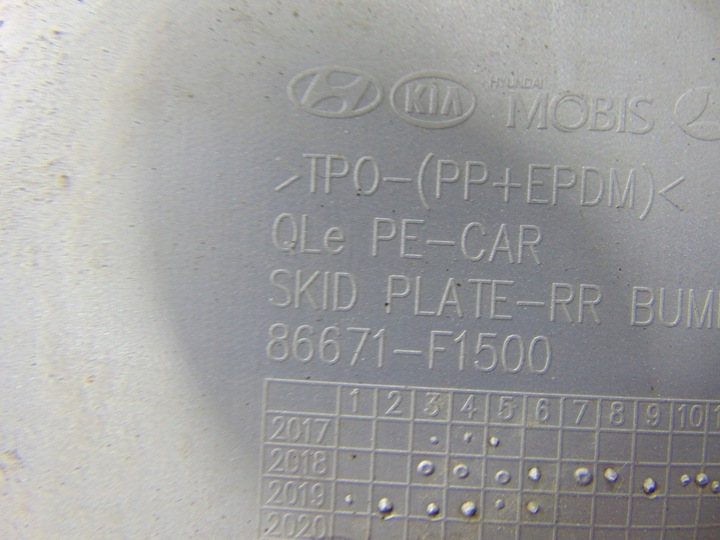 KIA HYUNDAI MOBIS
>TPO-(PP+EPDM)<
QLe PE-CAR
SKID PLATE-RR
86671-F1500
1 2 3 4 5 6 7 8 9 10
2017
2018
2019
2020